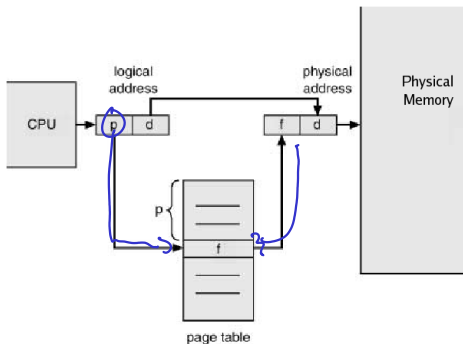 logical
address
physical
address
Physical
Memory
CPU
p d
f d
p
f
page table